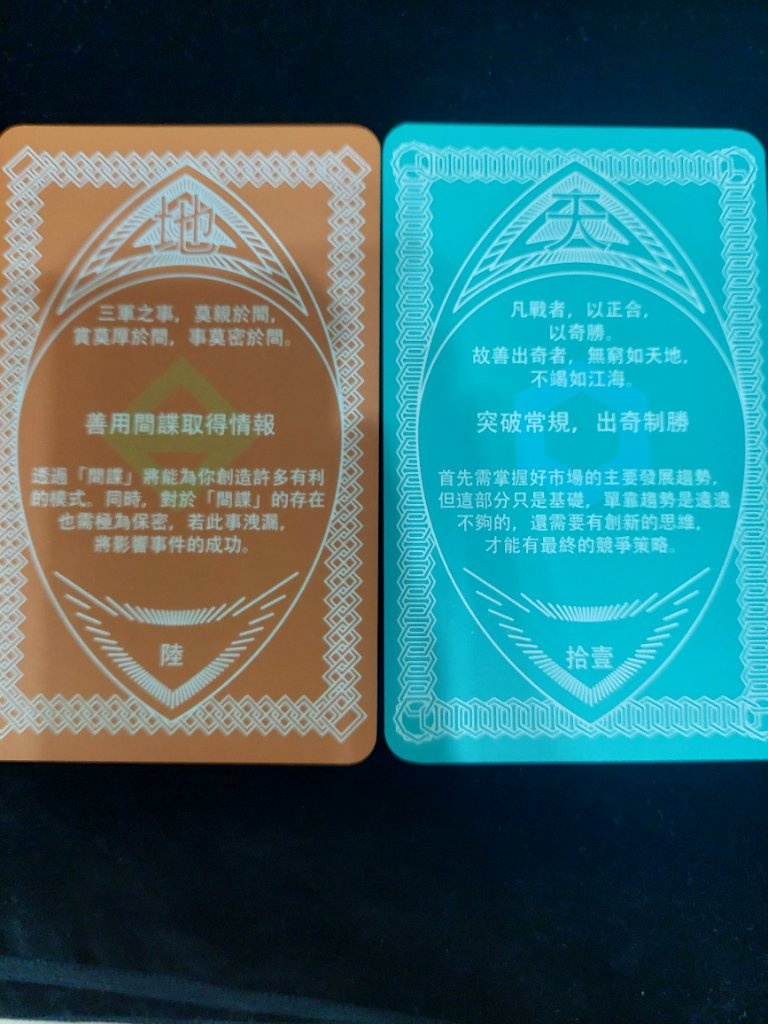 地
三軍之事，莫親於間，
賞莫厚於間，事莫密於間。
善用間諜取得情報
透過「間諜」將能為你創造許多有利
的模式。同時，對於「間諜」的存在
也需極為保密，若此事洩漏，
將影響事件的成功。
陸
天
凡戰者，以正合，
以奇勝。
故善出奇者，無窮如天地，
不竭如江海。
突破常規，出奇制勝
首先需掌握好市場的主要發展趨勢，
但這部分只是基礎，單靠趨勢是遠遠
不夠的，還需要有創新的思維，
才能有最終的競爭策略。
拾壹